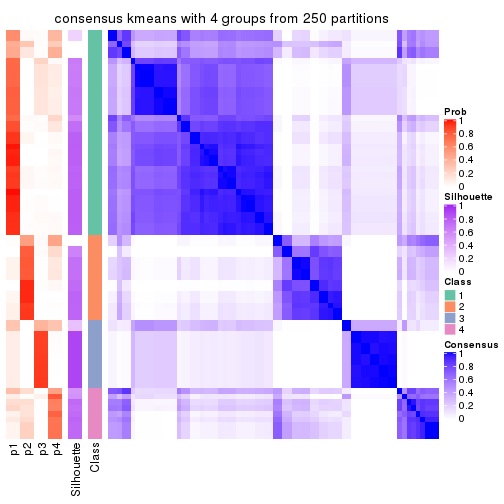 consensus kmeans with 4 groups from 250 partitions
Prob
1
0.8
0.6
0.4
0.2
0
Silhouette
1
0.8
0.6
0.4
0.2
0
Class
1
2
3
4
Consensus
1
0.8
0.6
0.4
0.2
0
p1
p2
p3
p4
Silhouette
Class